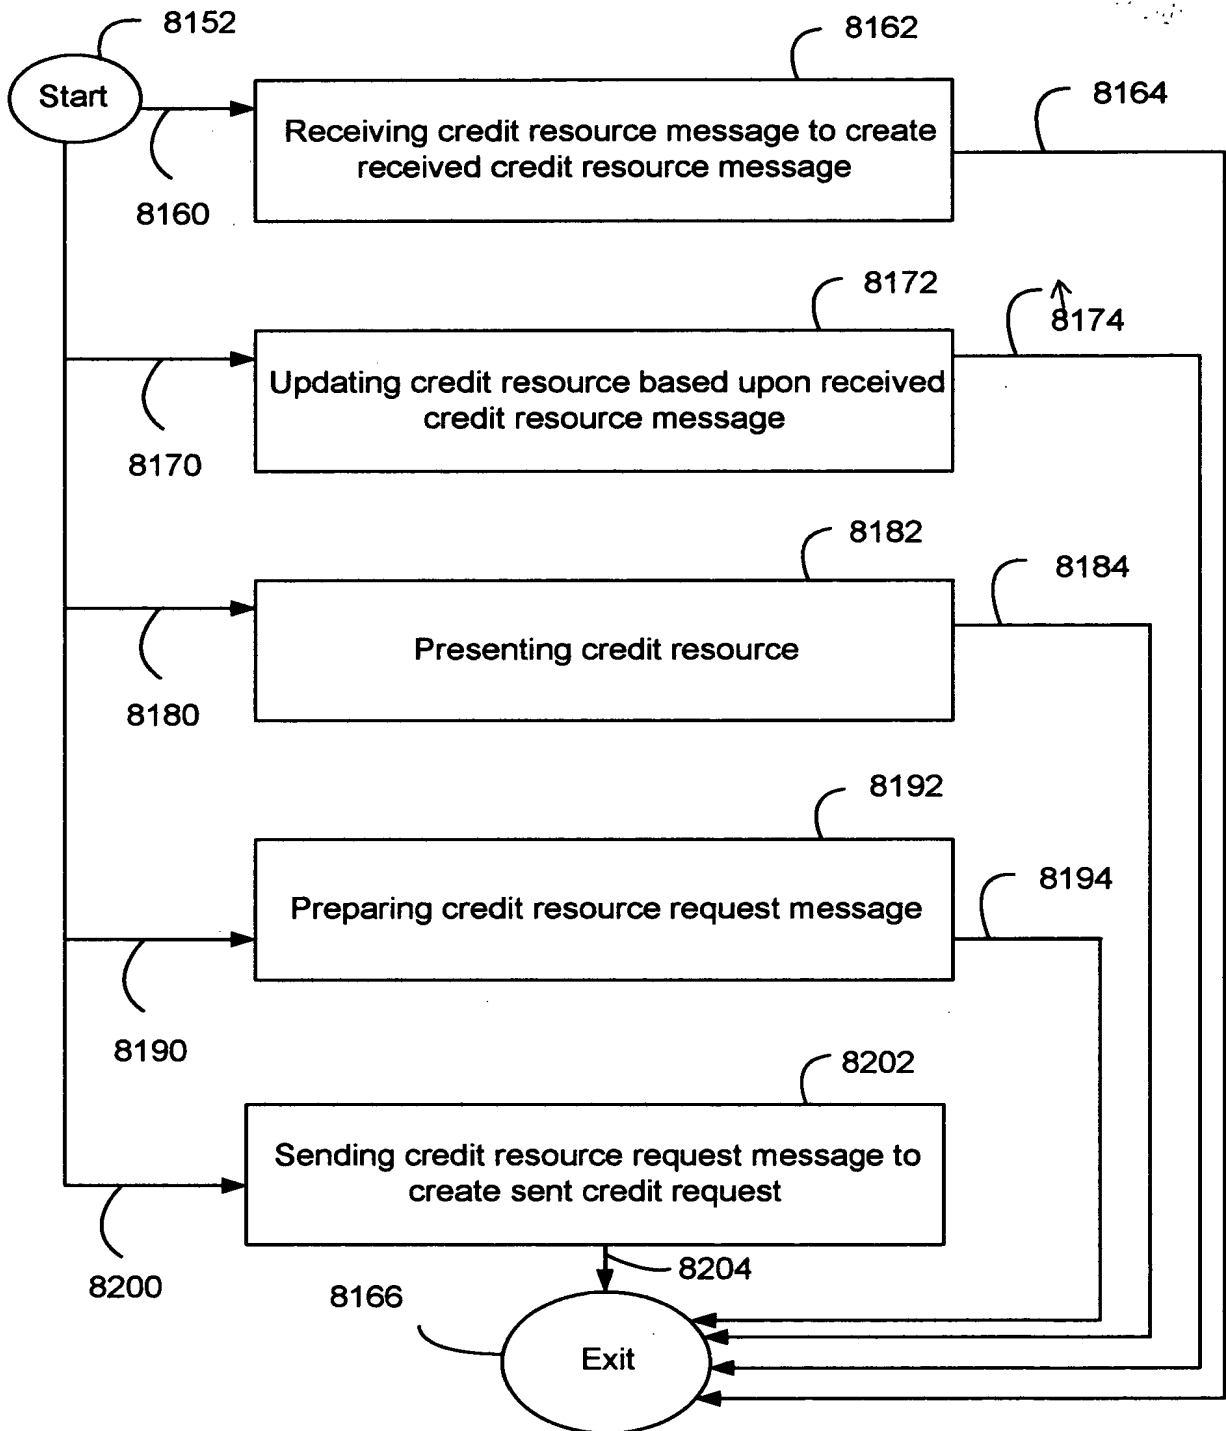 8152
Start
8160
8162
Receiving credit resource message to create
received credit resource message
8164
8170
8172
Updating credit resource based upon received
credit resource message
8174
8180
8182
Presenting credit resource
8184
8190
8192
Preparing credit resource request message
8194
8200
8202
Sending credit resource request message to
create sent credit request
8204
8166
Exit